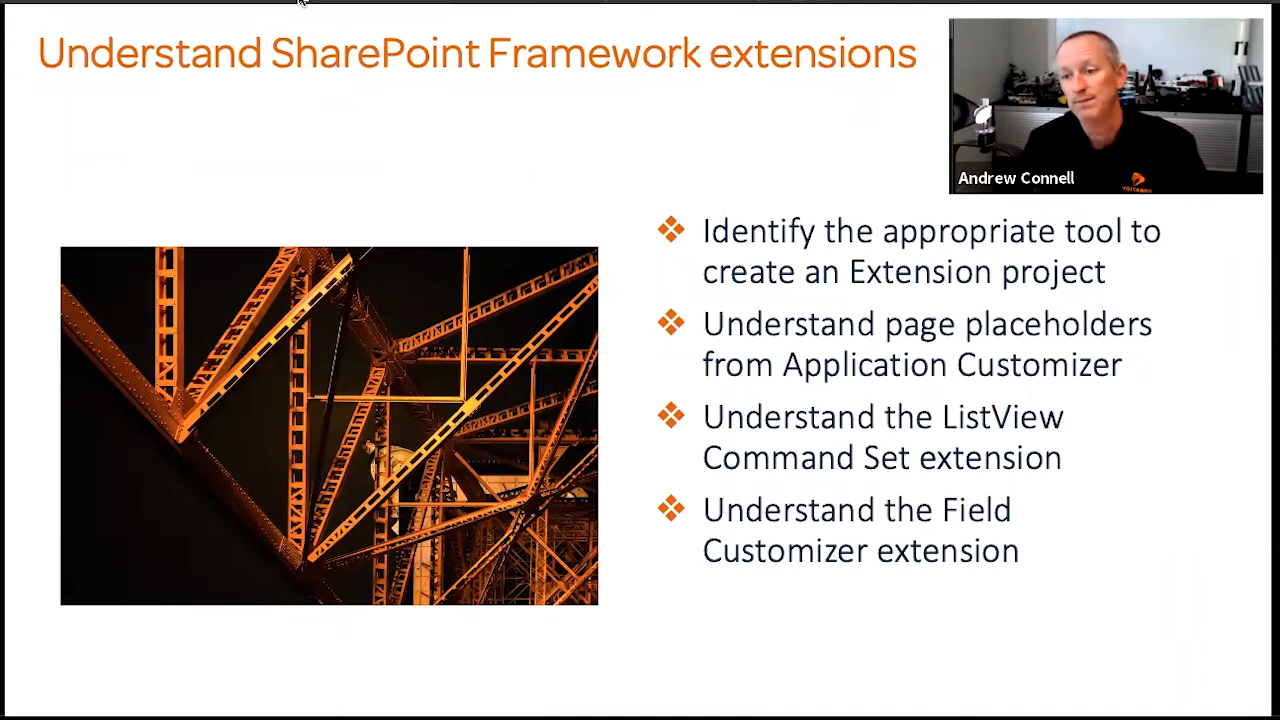 Understand SharePoint Framework extensions
Andrew Connell
Identify the appropriate tool to
create an Extension project
Understand page placeholders
from Application Customizer
Understand the ListView
Command Set extension
Understand the Field
Customizer extension